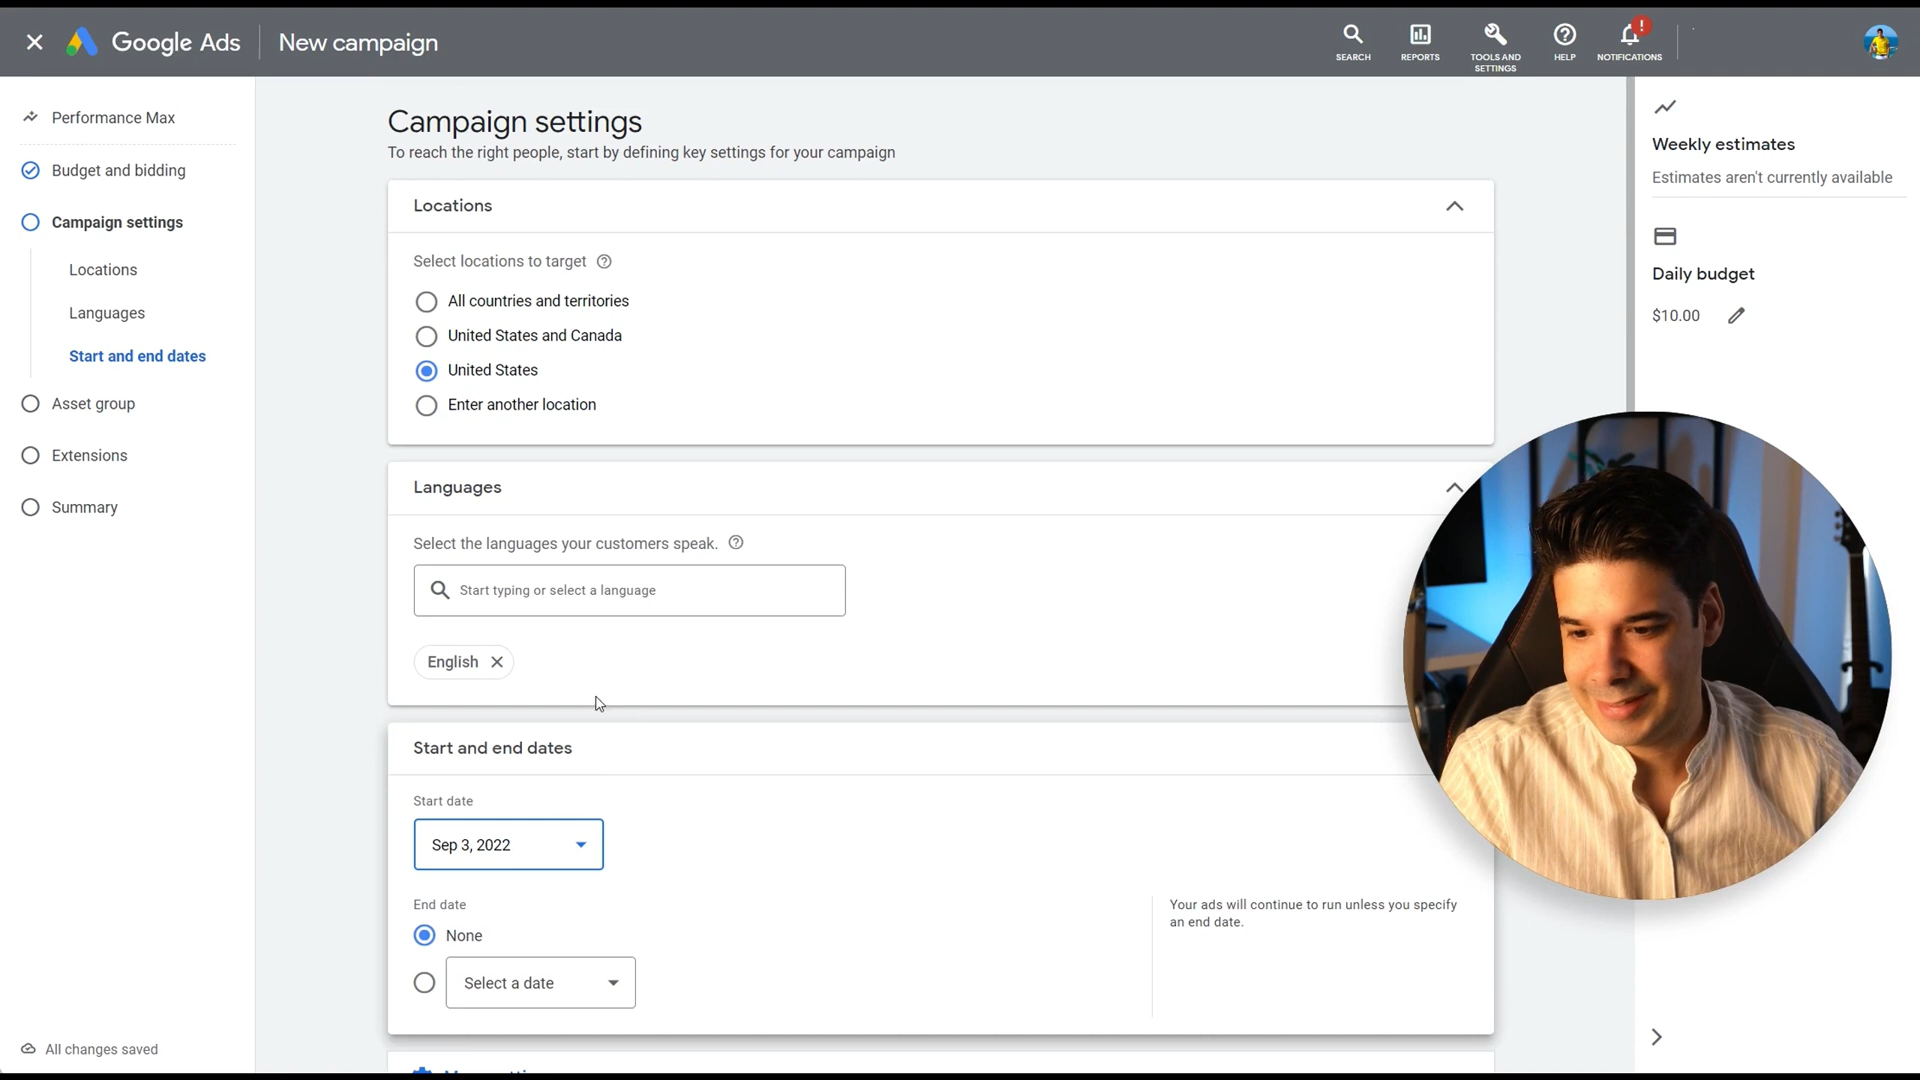 Google Ads
New campaign
SEARCH
REPORTS
TOOLS AND
SETTINGS
HELP
!
NOTIFICATIONS
Performance Max
Budget and bidding
Campaign settings
Locations
Languages
Start and end dates
Asset group
Extensions
Summary
All changes saved
Campaign settings
To reach the right people, start by defining key settings for your campaign
Locations
Select locations to target
All countries and territories
United States and Canada
United States
Enter another location
Languages
Select the languages your customers speak.
Start typing or select a language
English
Start and end dates
Start date
Sep 3, 2022
End date
None
Select a date
Your ads will continue to run unless you specify
an end date.
Weekly estimates
Estimates aren't currently available
Daily budget
$10.00